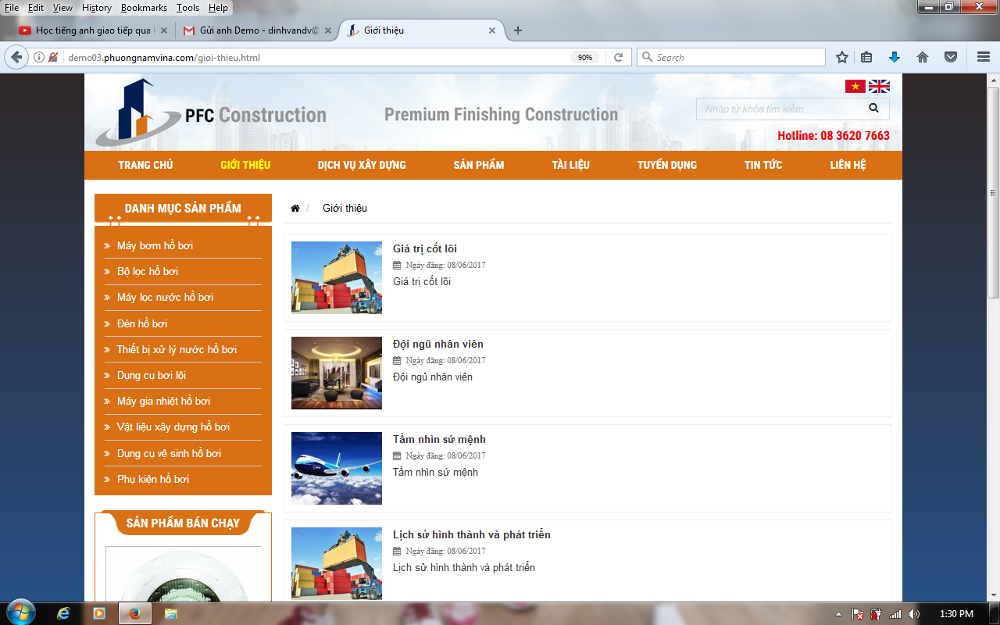 File Edit View History Bookmarks Tools Help
Học tiếng anh giao tiếp qua
Gửi anh Demo - dinhvandv@
Giới thiệu
demo03.phuongnamvina.com/gioi-thieu.html
90%
Search
PFC Construction
Premium Finishing Construction
Nhập từ khóa tìm kiếm...
Hotline: 08 3620 7663
TRANG CHỦ GIỚI THIỆU DỊCH VỤ XÂY DỰNG SẢN PHẨM TÀI LIỆU TUYỂN DỤNG TIN TỨC LIÊN HỆ
DANH MỤC SẢN PHẨM
Máy bơm hồ bơi
Bộ lọc hồ bơi
Máy lọc nước hồ bơi
Đèn hồ bơi
Thiết bị xử lý nước hồ bơi
Dụng cụ bơi lội
Máy gia nhiệt hồ bơi
Vật liệu xây dựng hồ bơi
Dụng cụ vệ sinh hồ bơi
Phụ kiện hồ bơi
SẢN PHẨM BÁN CHẠY
/ Giới thiệu
Giá trị cốt lõi
Ngày đăng: 08/06/2017
Giá trị cốt lõi
Đội ngũ nhân viên
Ngày đăng: 08/06/2017
Đội ngủ nhân viên
Tầm nhìn sứ mệnh
Ngày đăng: 08/06/2017
Tầm nhìn sứ mệnh
Lịch sử hình thành và phát triển
Ngày đăng: 08/06/2017
Lịch sử hình thành và phát triển
1:30 PM